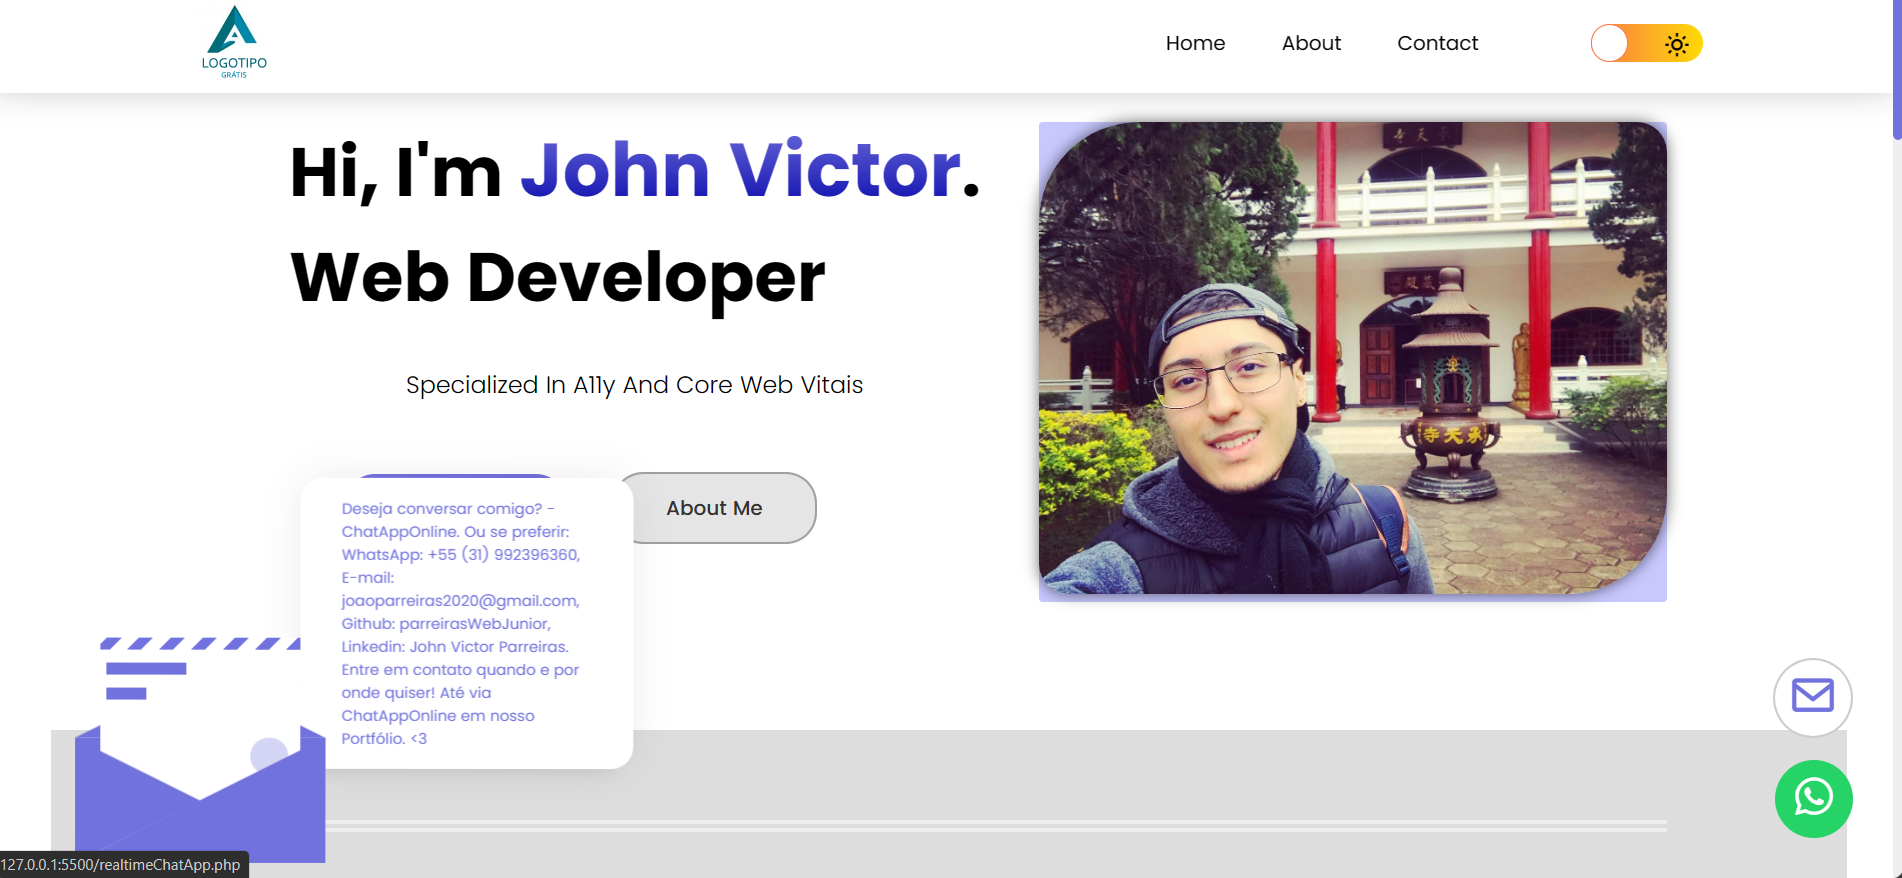 LOGOTIPO
GRÁTIS
Home
About
Contact
Hi, I'm John Victor.
Web Developer
Specialized In A11y And Core Web Vitais
About Me
Deseja conversar comigo? -
ChatAppOnline. Ou se preferir:
WhatsApp: +55 (31) 992396360,
E-mail:
joaoparreiras2020@gmail.com,
Github: parreirasWebJunior,
Linkedin: John Victor Parreiras.
Entre em contato quando e por
onde quiser! Até via
ChatAppOnline em nosso
Portfólio. <3
寺天承
127.0.0.1:5500/realtimeChatApp.php